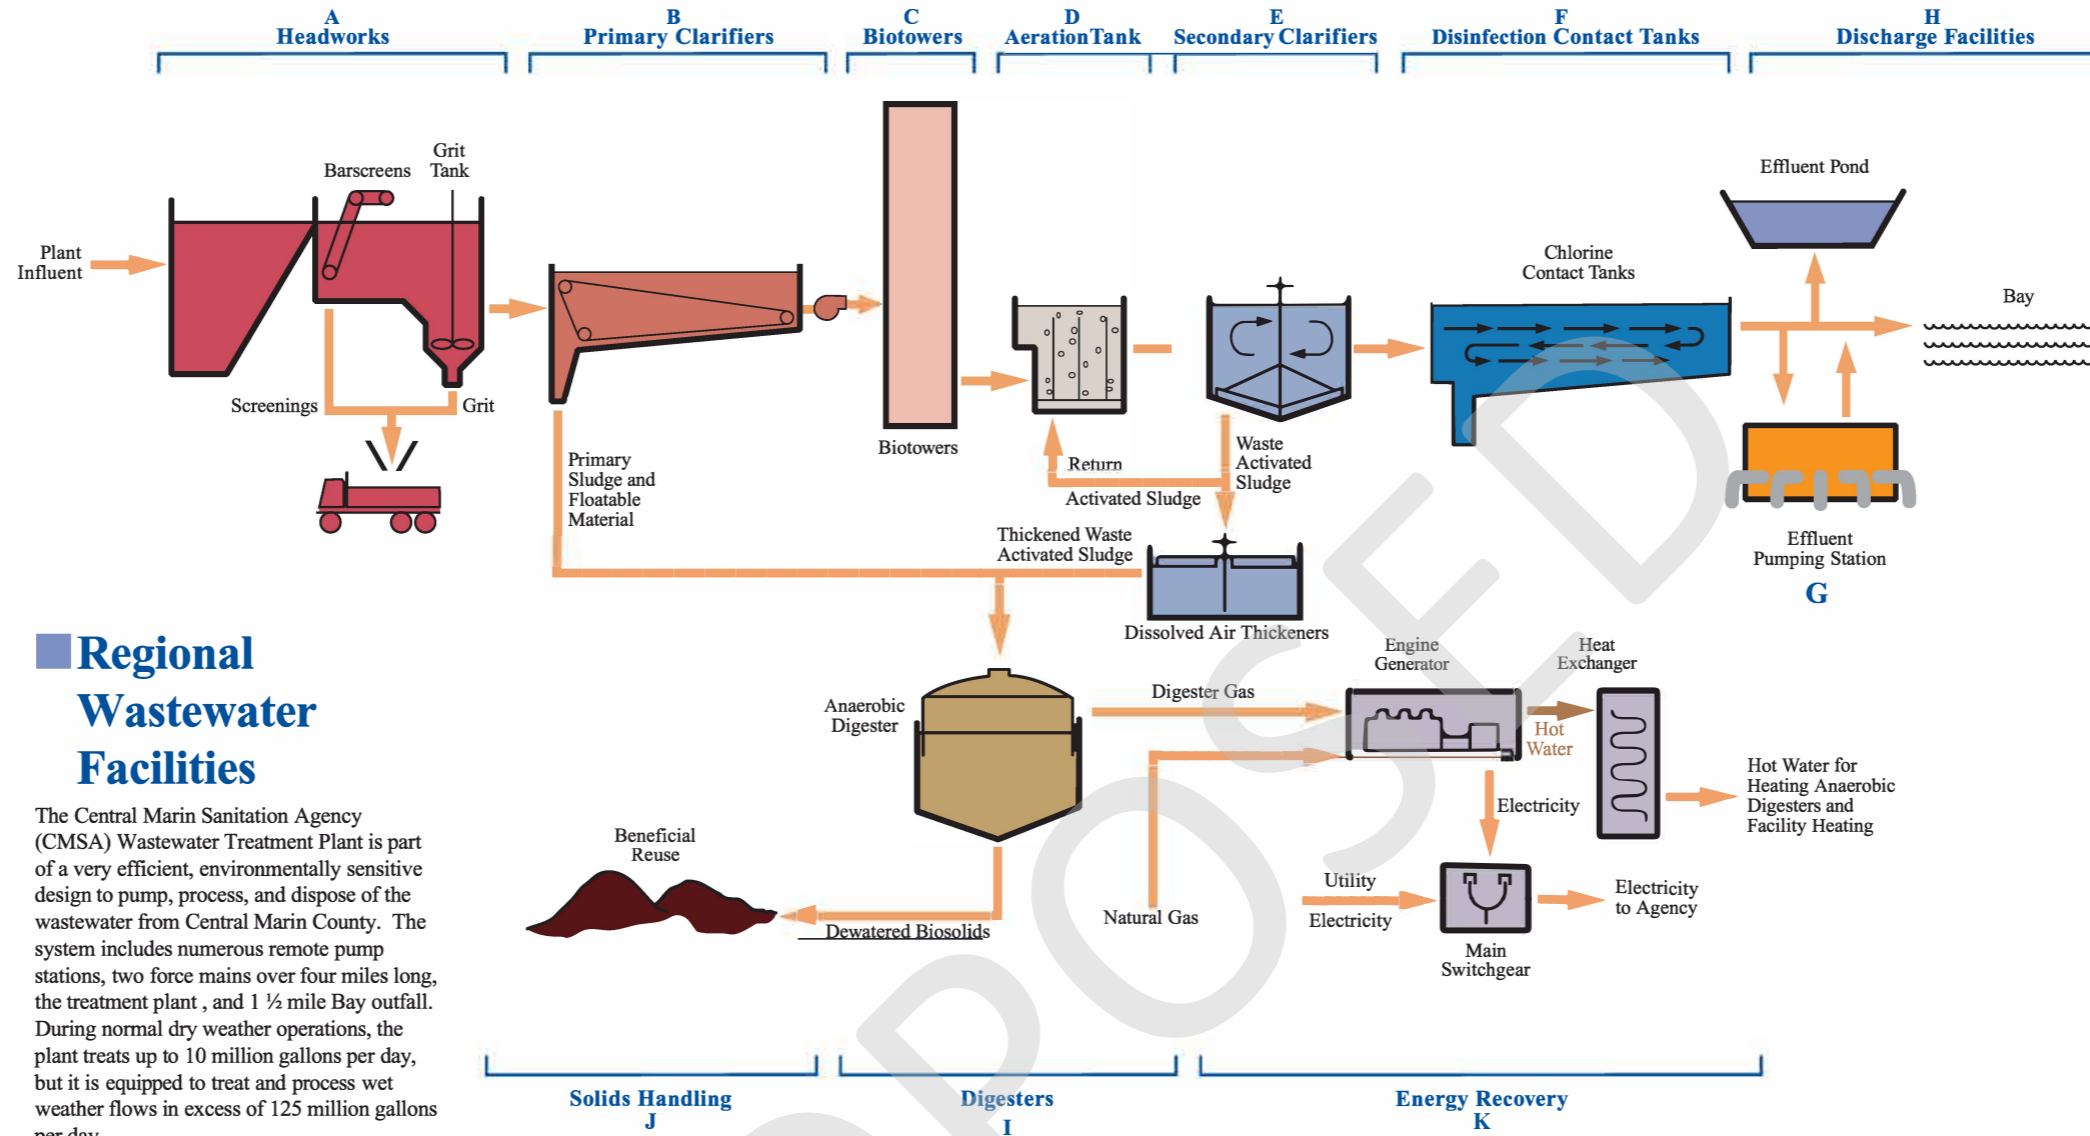 A
Headworks
B
Primary Clarifiers
C
Biotowers
D
Aeration Tank
E
Secondary Clarifiers
F
Disinfection Contact Tanks
H
Discharge Facilities
Plant
Influent
Barscreens
Grit
Tank
Screenings
Grit
Primary
Sludge and
Floatable
Material
Biotowers
Return
Activated Sludge
Waste
Activated
Sludge
Thickened Waste
Activated Sludge
Dissolved Air Thickeners
Chlorine
Contact Tanks
Effluent Pond
Bay
Effluent
Pumping Station
G
Anaerobic
Digester
Digester Gas
Engine
Generator
Heat
Exchanger
Hot
Water
Hot Water for
Heating Anaerobic
Digesters and
Facility Heating
Electricity
Natural Gas
Utility
Electricity
Main
Switchgear
Electricity
to Agency
Beneficial
Reuse
Dewatered Biosolids
Regional
Wastewater
Facilities
The Central Marin Sanitation Agency
(CMSA) Wastewater Treatment Plant is part
of a very efficient, environmentally sensitive
design to pump, process, and dispose of the
wastewater from Central Marin County. The
system includes numerous remote pump
stations, two force mains over four miles long,
the treatment plant , and 1 ½ mile Bay outfall.
During normal dry weather operations, the
plant treats up to 10 million gallons per day,
but it is equipped to treat and process wet
weather flows in excess of 125 million gallons
per day
Solids Handling
J
Digesters
I
Energy Recovery
K
POSED